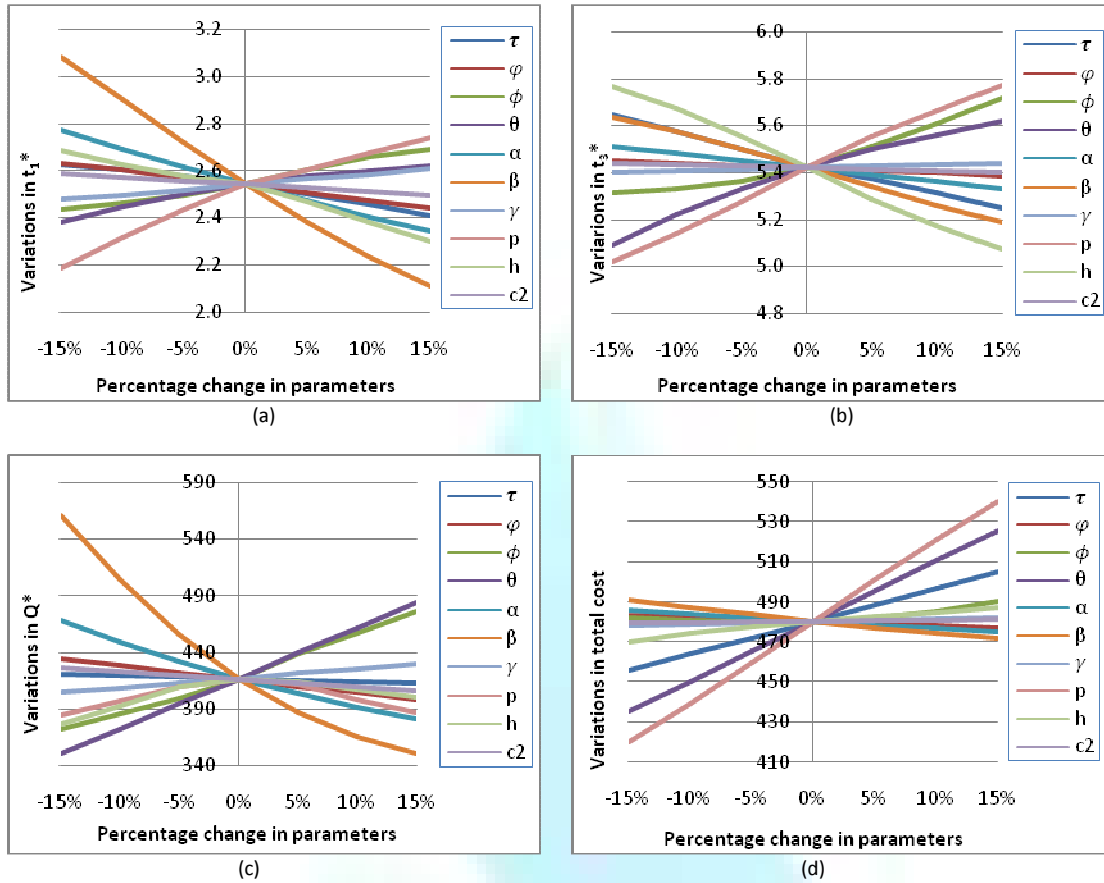 Variations in t₁*
3.2
3.0
2.8
2.6
2.4
2.2
2.0
-15% -10% -5% 0% 5% 10% 15%
Percentage change in parameters
τ
φ
ϕ
θ
α
β
γ
p
h
c2
(a)
Variarions in t₃*
6.0
5.8
5.6
5.4
5.2
5.0
4.8
-15% -10% -5% 0% 5% 10% 15%
Percentage change in parameters
τ
φ
ϕ
θ
α
β
γ
p
h
c2
(b)
Variations in Q*
590
540
490
440
390
340
-15% -10% -5% 0% 5% 10% 15%
Percentage change in parameters
τ
φ
ϕ
θ
α
β
γ
p
h
c2
(c)
Variations in total cost
550
530
510
490
470
450
430
410
-15% -10% -5% 0% 5% 10% 15%
Percentage change in parameters
τ
φ
ϕ
θ
α
β
γ
p
h
c2
(d)